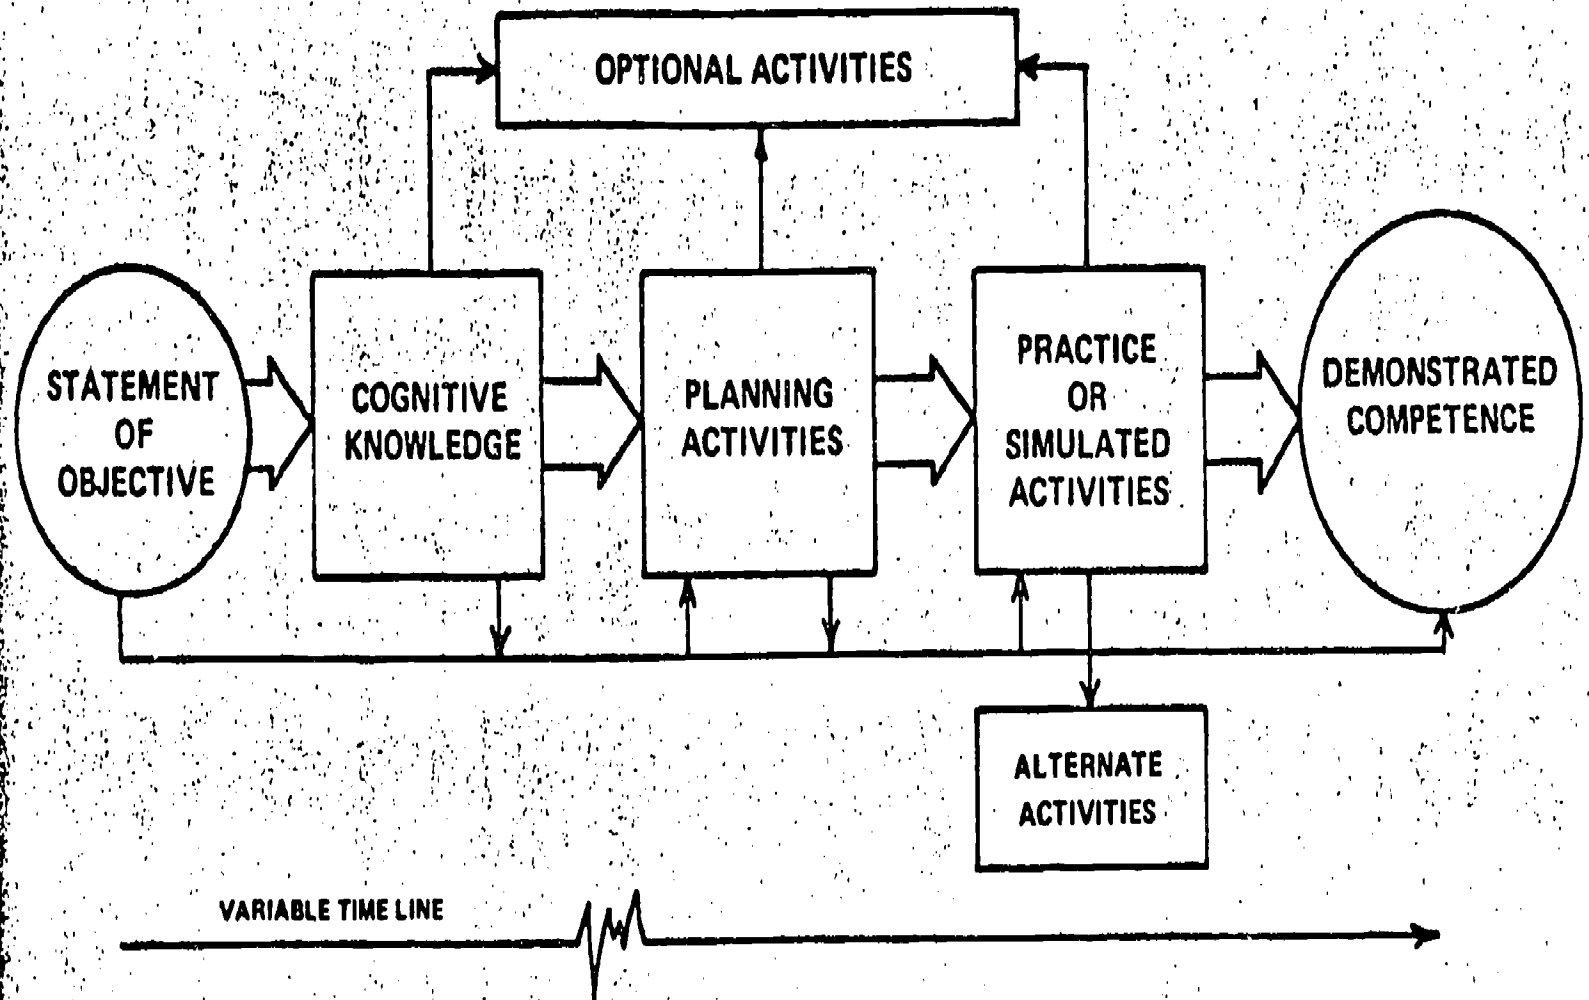 OPTIONAL ACTIVITIES
STATEMENT
OF
OBJECTIVE
COGNITIVE
KNOWLEDGE
PLANNING
ACTIVITIES
PRACTICE
OR
SIMULATED
ACTIVITIES
DEMONSTRATED
COMPETENCE
ALTERNATE
ACTIVITIES
VARIABLE TIME LINE